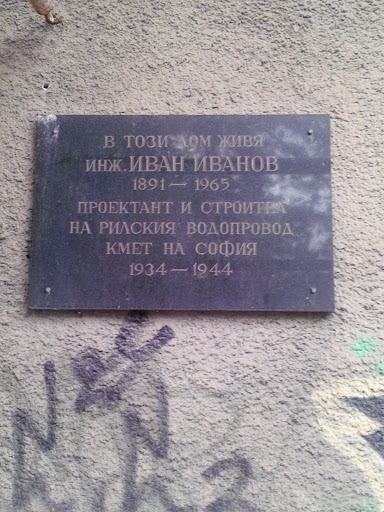 В ТОЗИ ДОМ ЖИВЯ
ИНЖ. ИВАН ИВАНОВ
1891 — 1965
ПРОЕКТАНТ И СТРОИТЕЛ
НА РИЛСКИЯ ВОДОПРОВОД
КМЕТ НА СОФИЯ
1934 — 1944